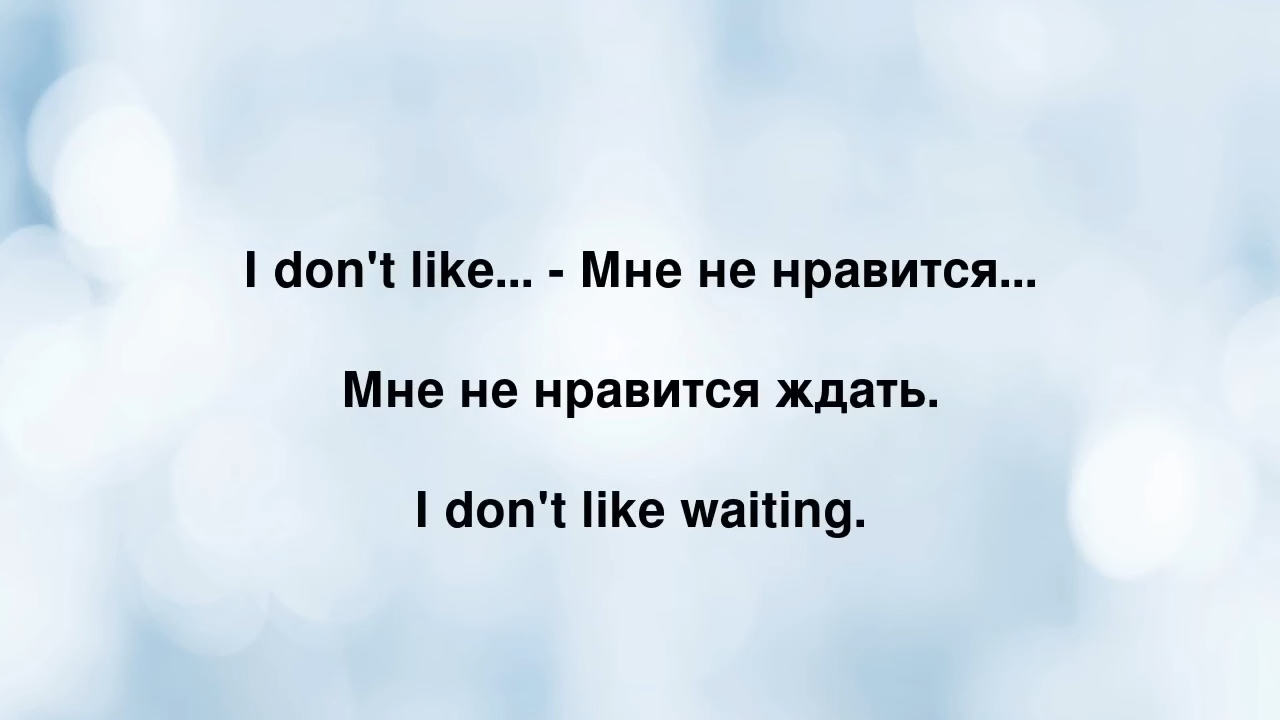 I don't like... - Мне не нравится...
Мне не нравится ждать.
I don't like waiting.